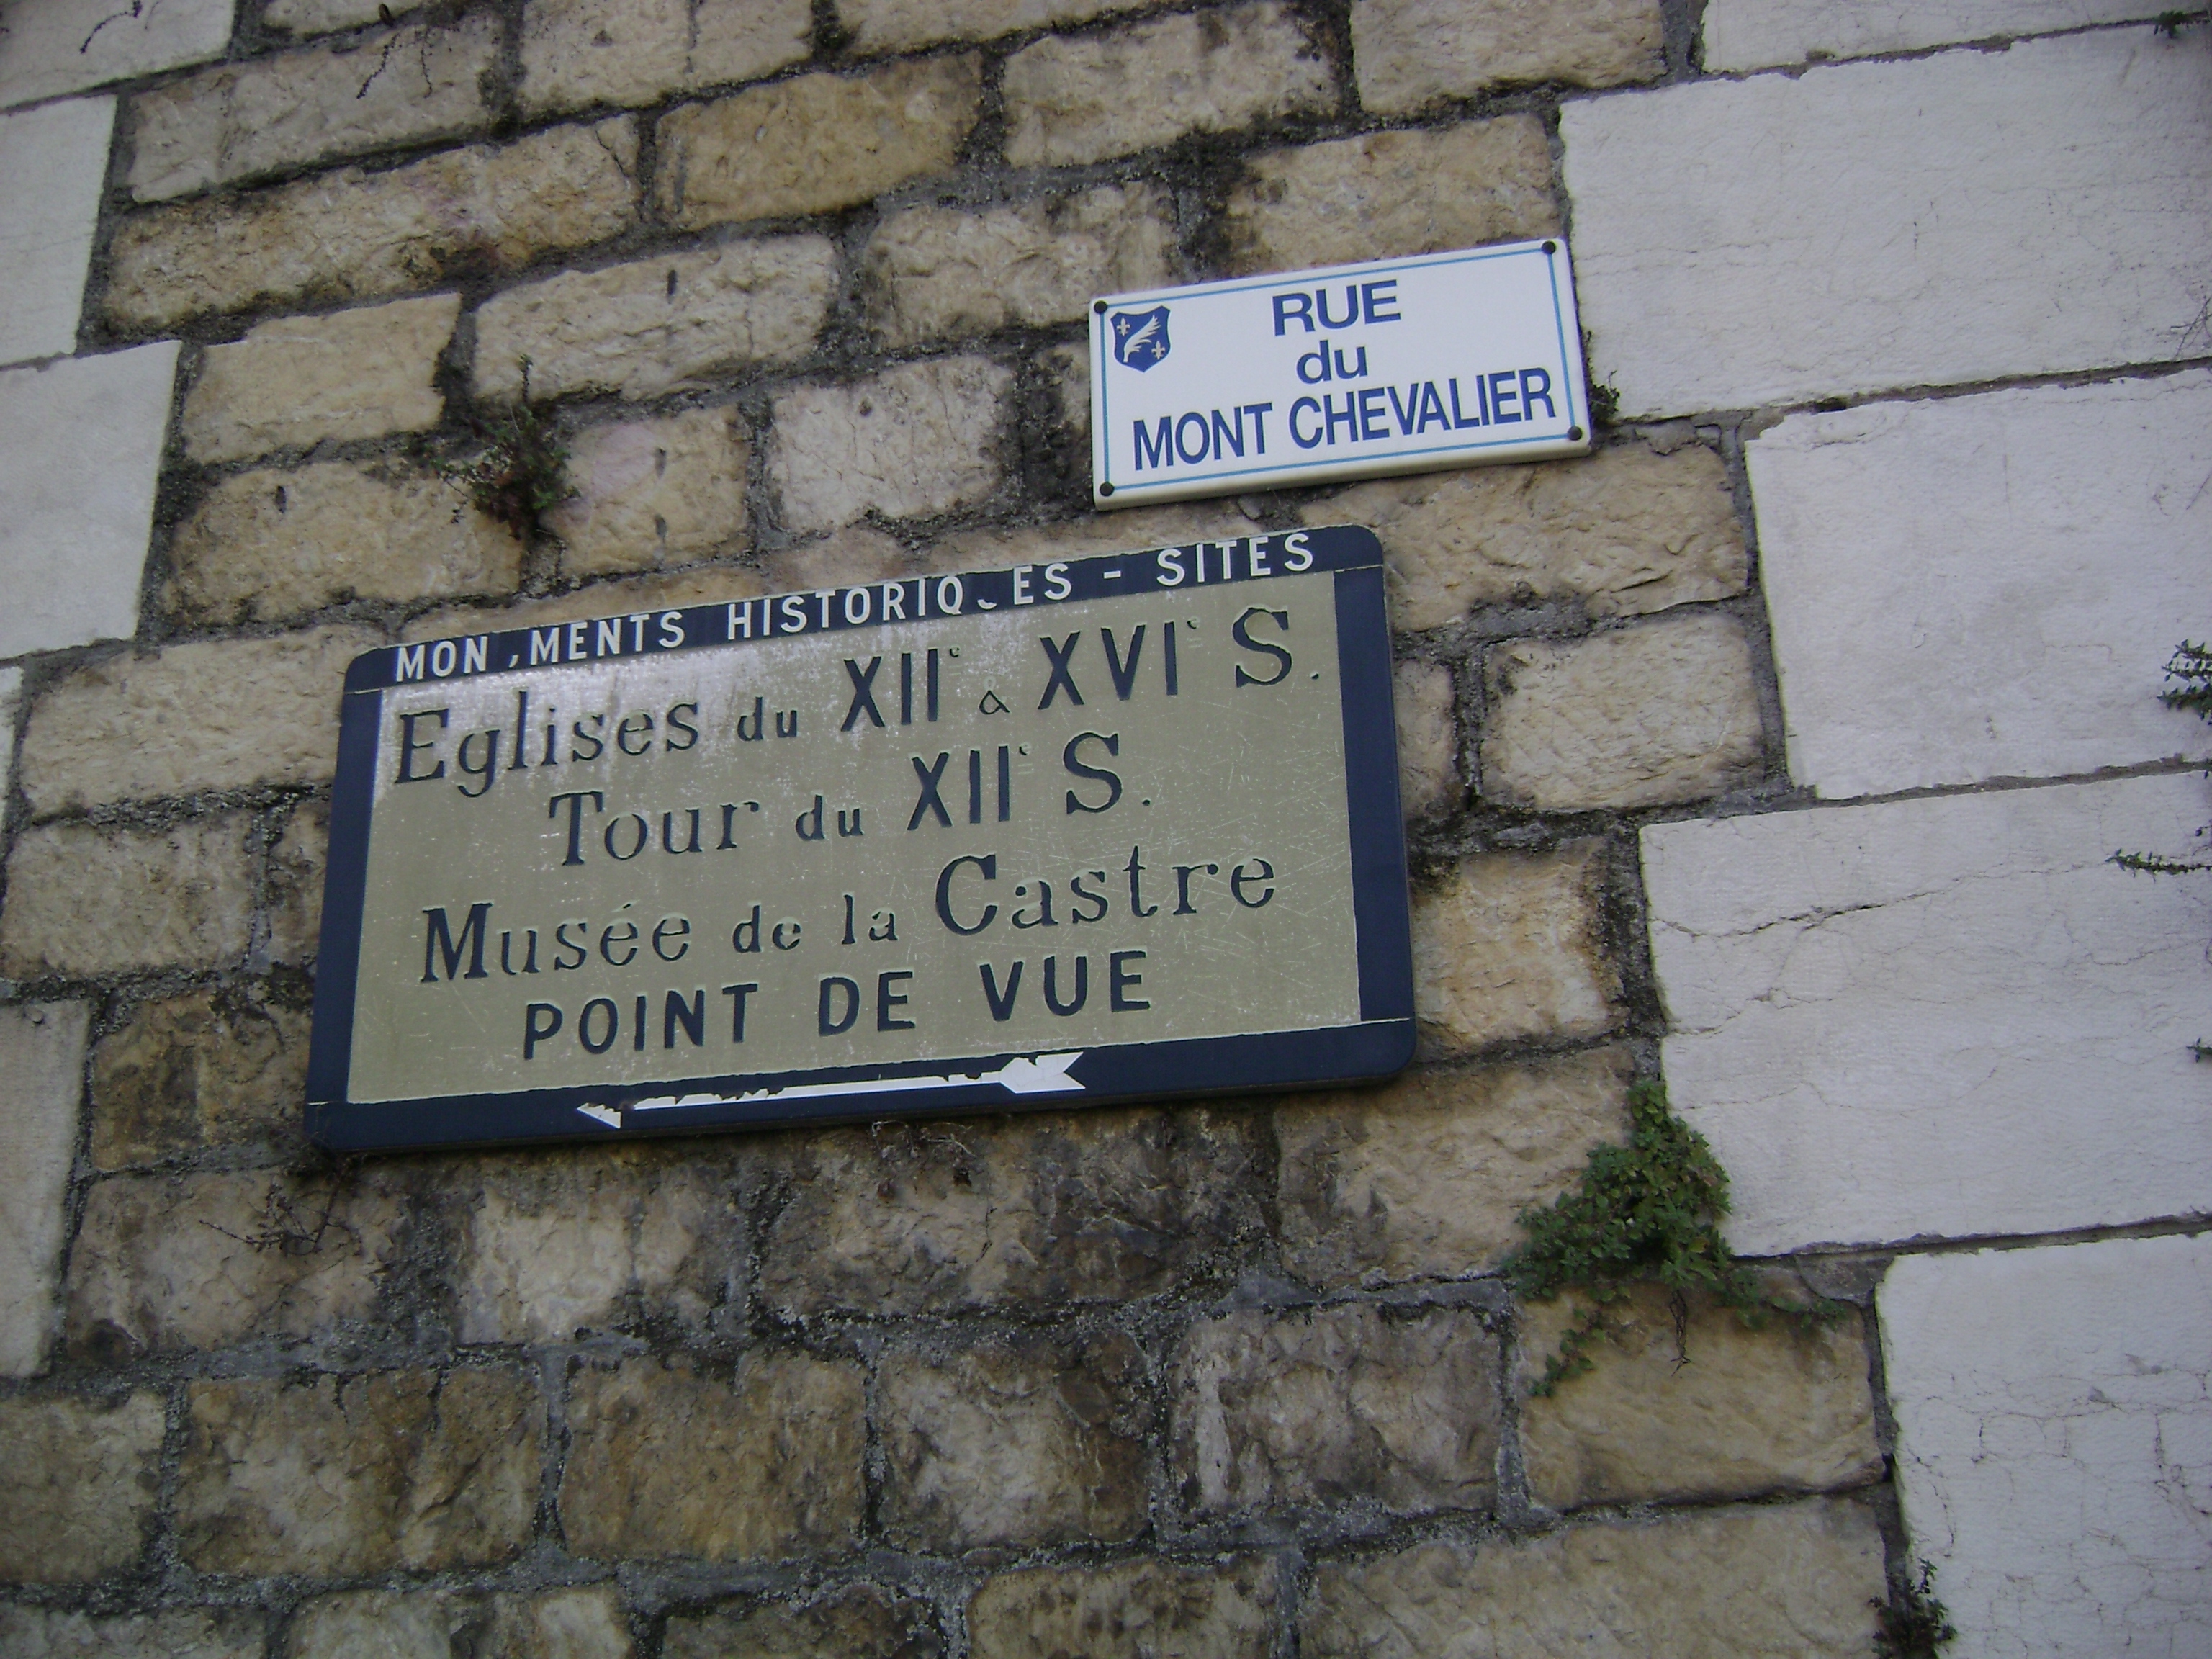 RUE
du
MONT CHEVALIER
MON,MENTS HISTORIQ.ES - SITES
Eglises du XIIe & XVIe S.
Tour du XIIe S.
Musée de la Castre
POINT DE VUE